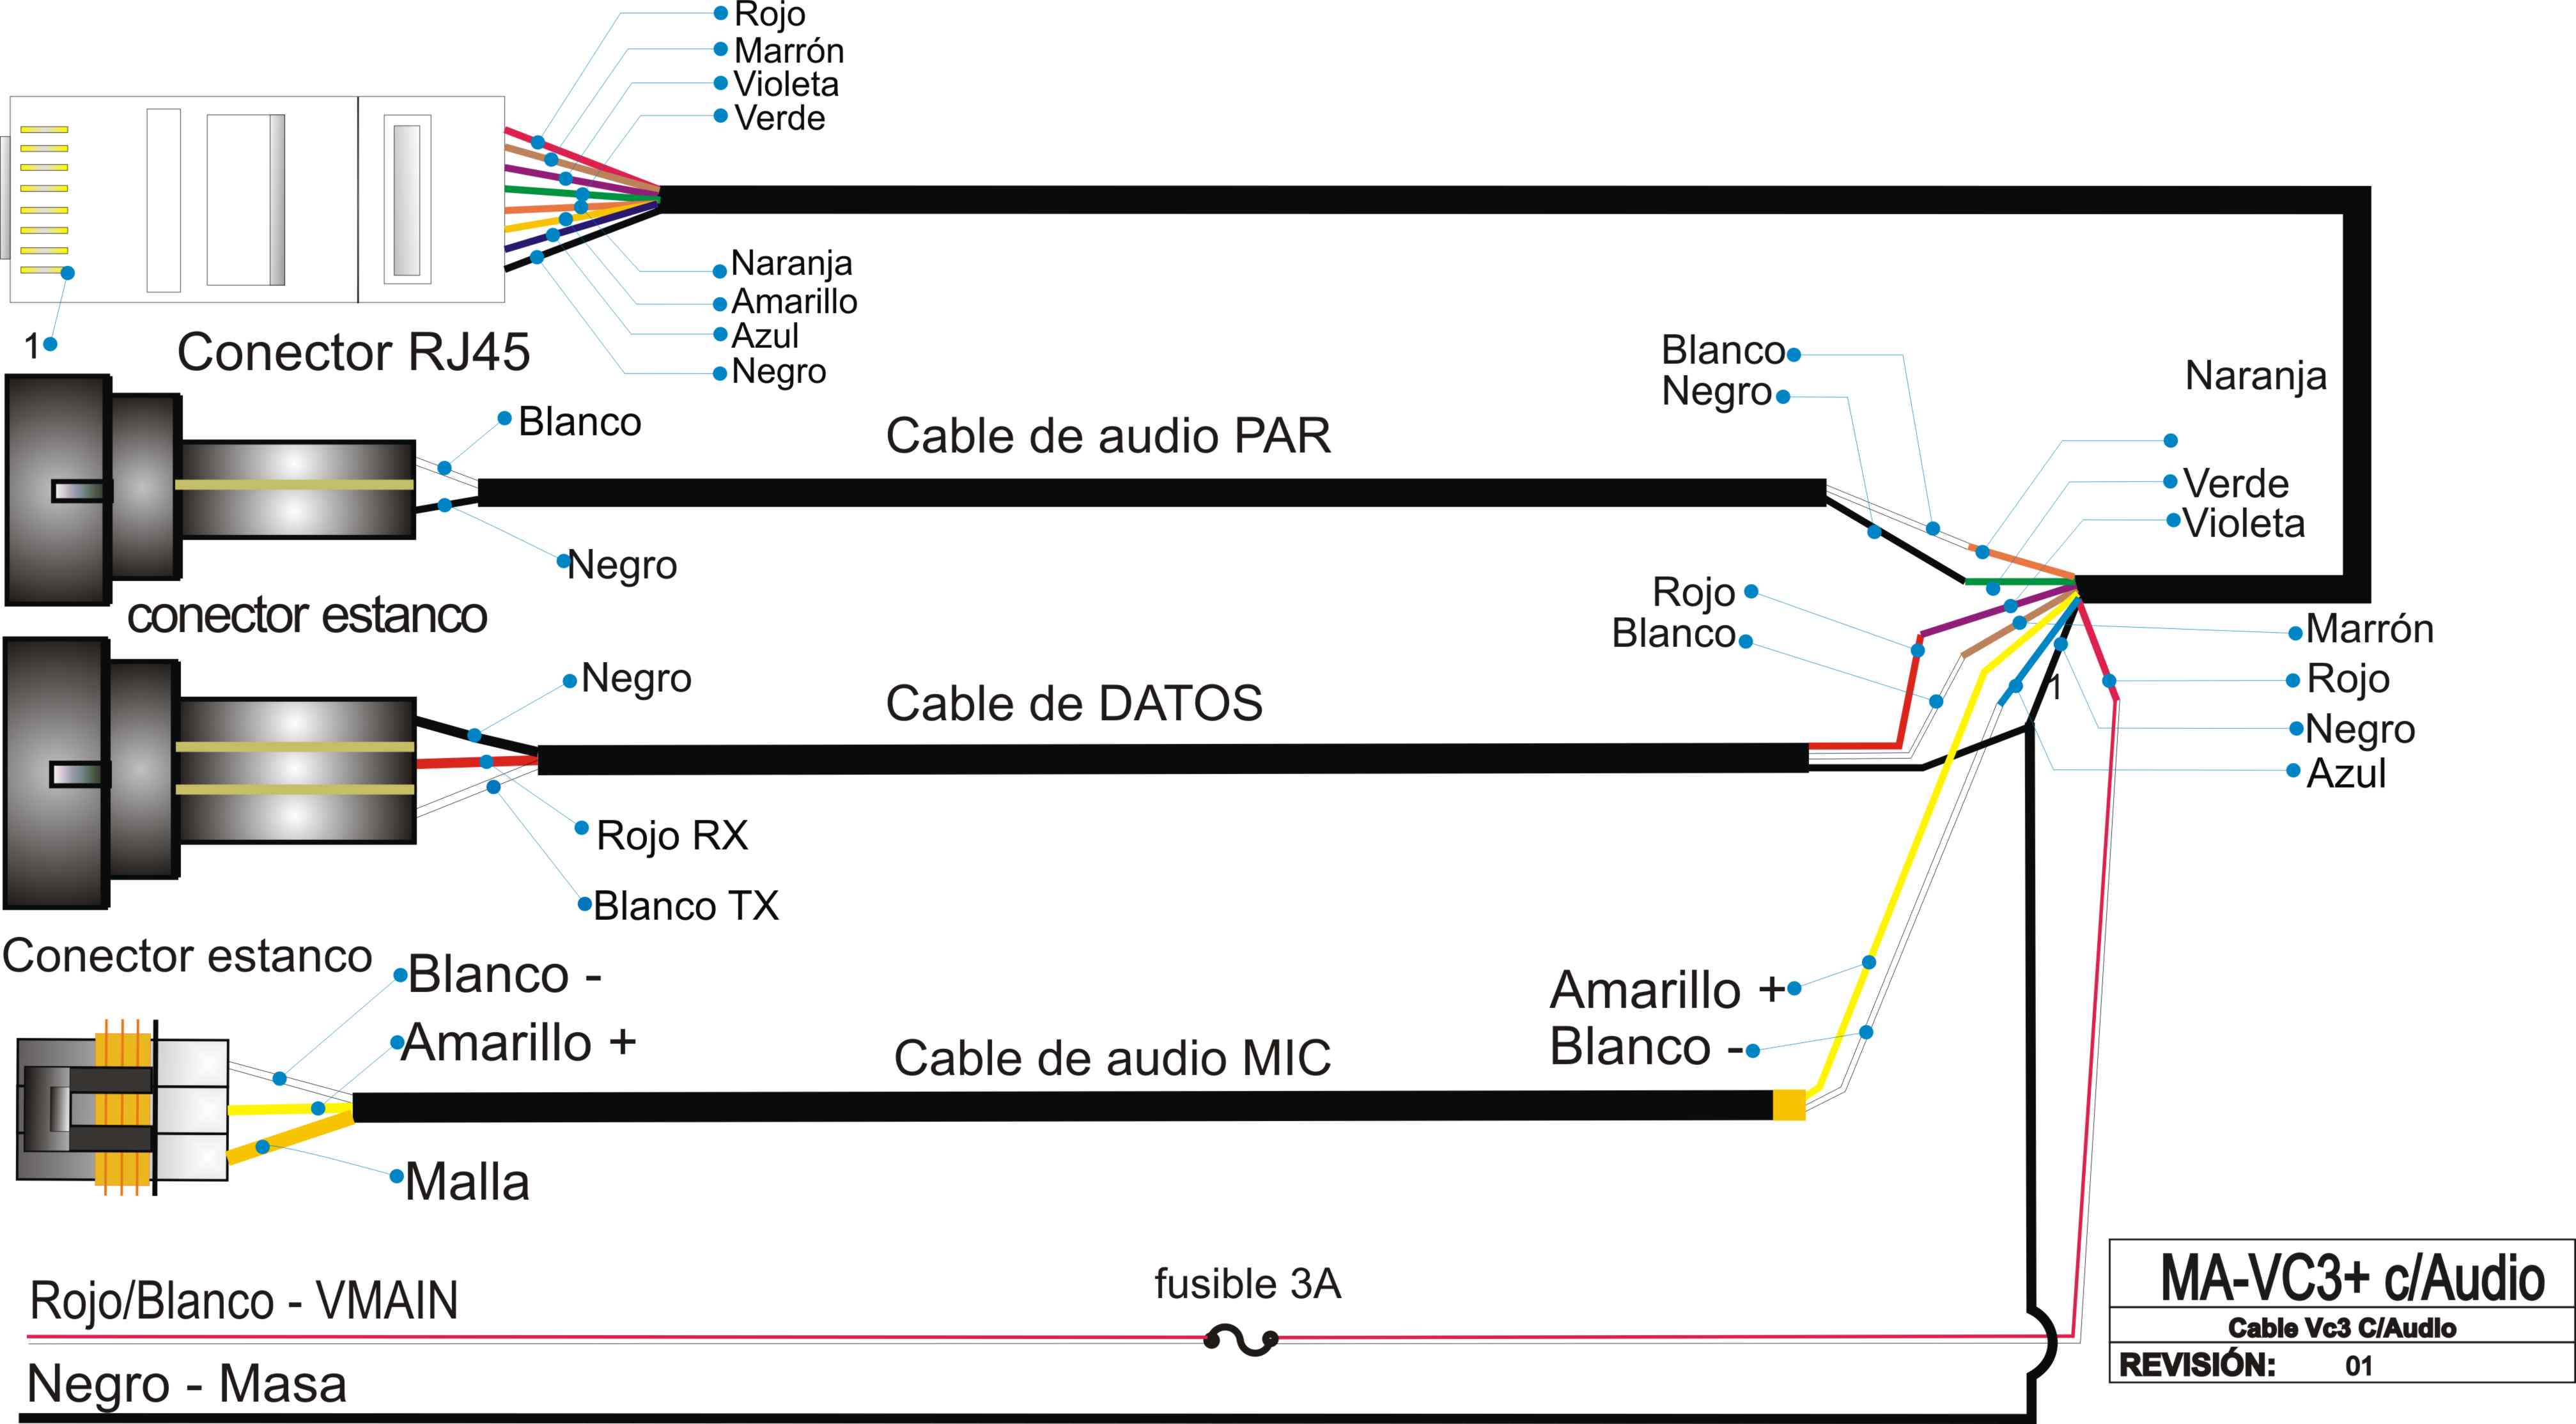 Rojo
Marrón
Violeta
Verde
Naranja
Amarillo
Azul
Negro
1
Conector RJ45
Blanco
Negro
Cable de audio PAR
Blanco
Negro
Naranja
Verde
Violeta
conector estanco
Rojo
Blanco
Marrón
Rojo
Negro
Azul
1
Negro
Cable de DATOS
Rojo RX
Blanco TX
Conector estanco
Blanco -
Amarillo +
Malla
Cable de audio MIC
Amarillo +
Blanco -
Rojo/Blanco - VMAIN
fusible 3A
Negro - Masa
MA-VC3+ c/Audio
Cable Vc3 C/Audio
REVISIÓN: 01